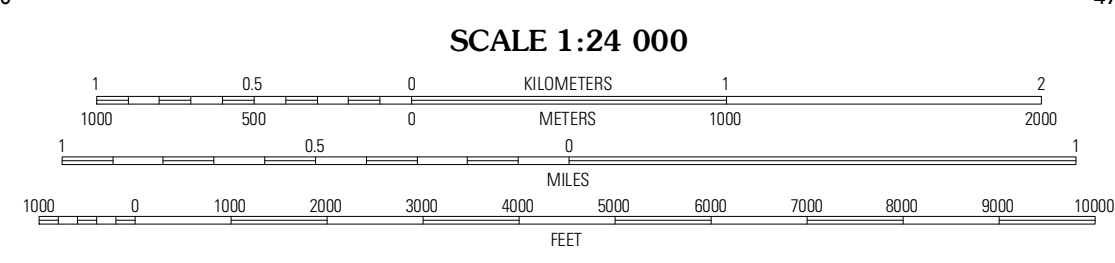 SCALE 1:24 000
1 0.5 0 KILOMETERS 1 2
1000 500 0 METERS 1000 2000
1 0.5 0 1
MILES
1000 0 1000 2000 3000 4000 5000 6000 7000 8000 9000 10000
FEET